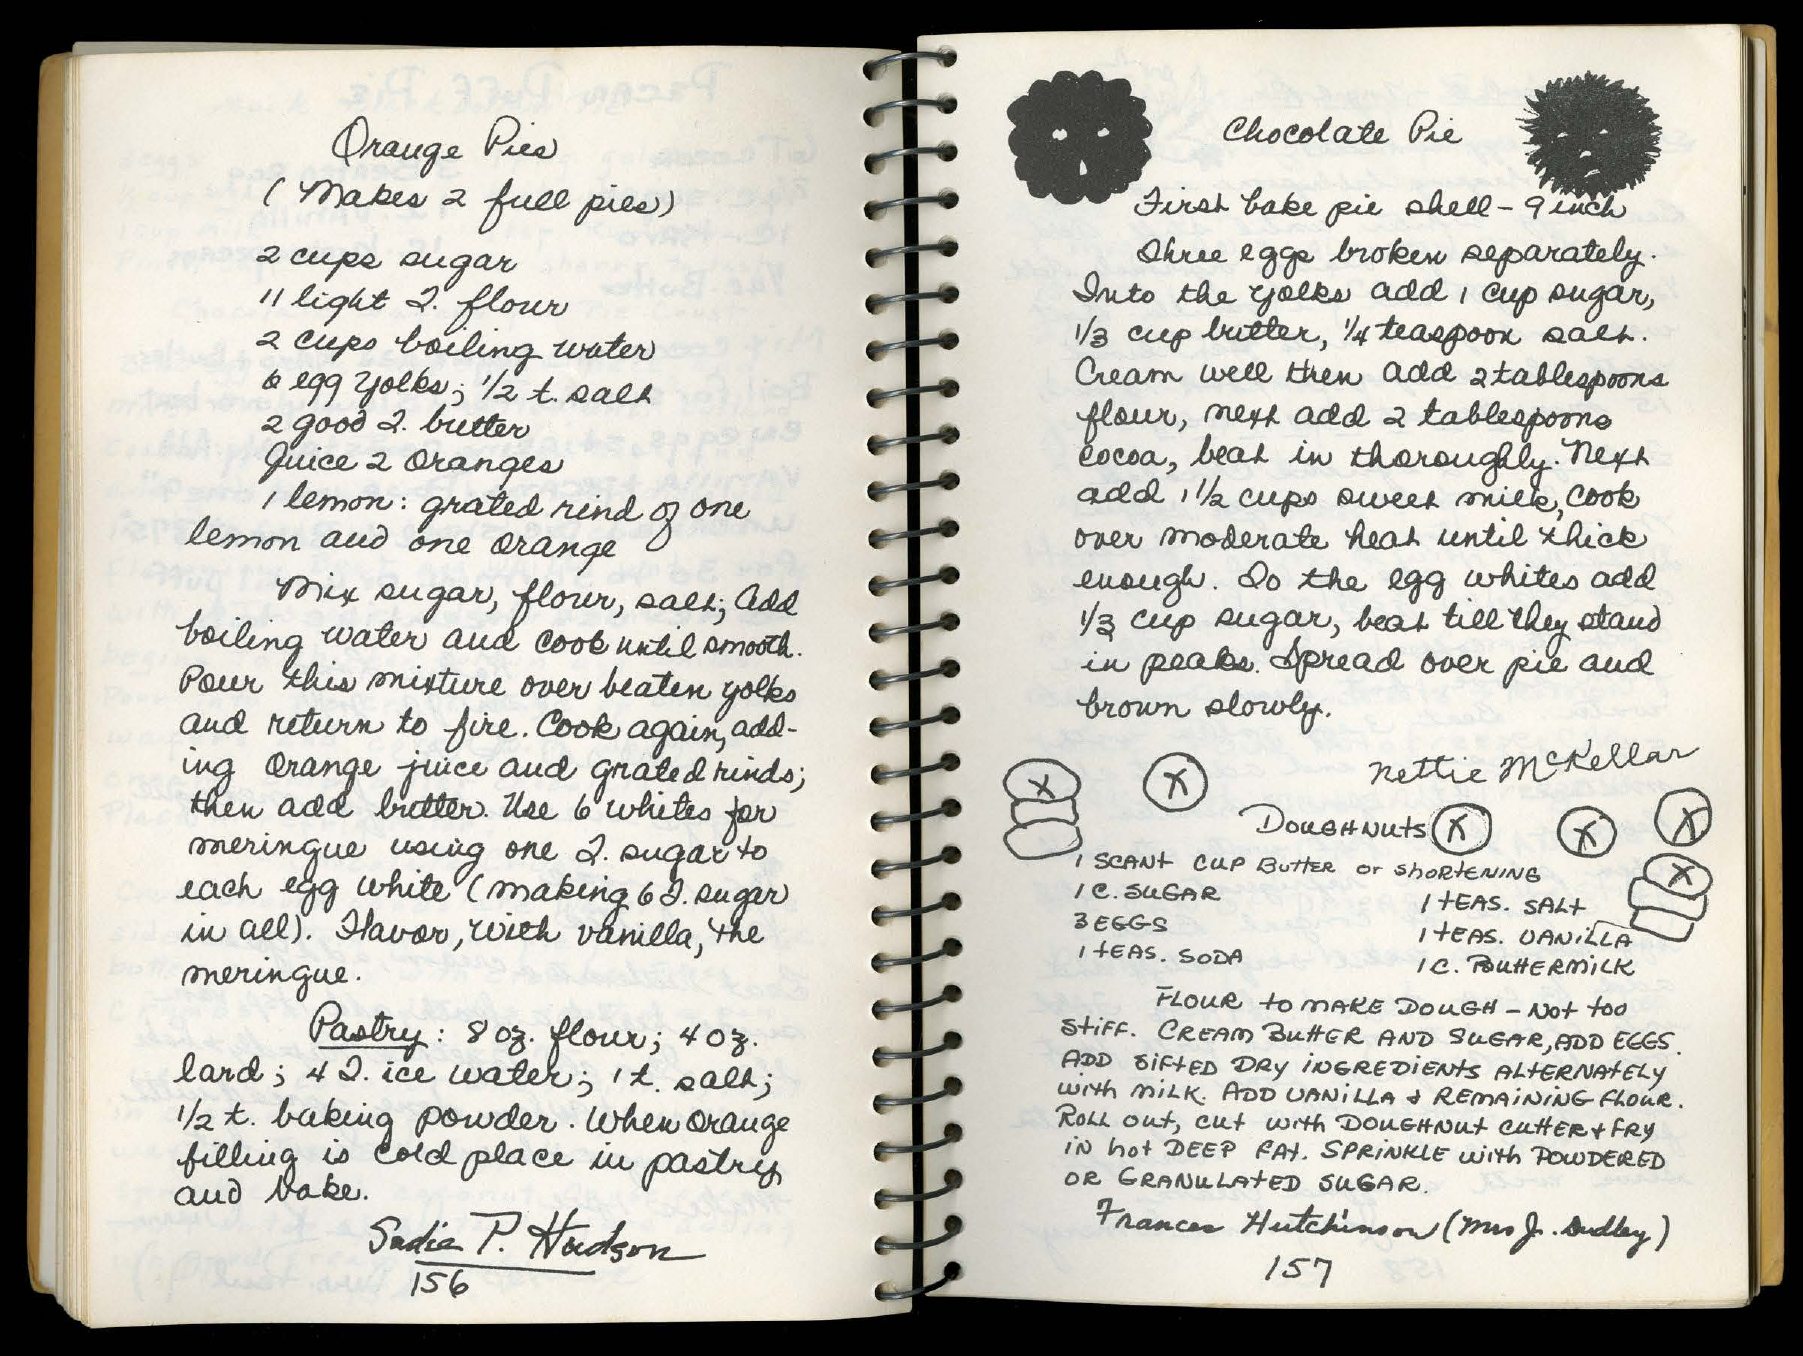 Orange Pies
(Makes 2 full pies)
2 cups sugar
11 light T. flour
2 cups boiling water
6 egg yolks; 1/2 t. salt
2 good T. butter
Juice 2 oranges
1 lemon: grated rind of one
lemon and one orange
Mix sugar, flour, salt; add
boiling water and cook until smooth.
Pour this mixture over beaten yolks
and return to fire. Cook again, add-
ing orange juice and grated rinds;
then add butter. Use 6 whites for
meringue using one T. sugar to
each egg white (making 6 T. sugar
in all). Flavor, with vanilla, the
meringue.
Pastry: 8 oz. flour; 4 oz.
lard; 4 T. ice water; 1 t. salt;
1/2 t. baking powder. When orange
filling is cold place in pastry
and bake.
Sadie P. Hudson
156
Chocolate Pie
First bake pie shell - 9 inch
Three eggs broken separately.
Into the yolks add 1 cup sugar,
1/3 cup butter, 1/4 teaspoon salt.
Cream well then add 2 tablespoons
flour, next add 2 tablespoons
cocoa, beat in thoroughly. Next
add 1 1/2 cups sweet milk, cook
over moderate heat until thick
enough. To the egg whites add
1/3 cup sugar, beat till they stand
in peaks. Spread over pie and
brown slowly.
Nettie McKellar
DOUGHNUTS
1 SCANT CUP BUTTER or SHORTENING
1 C. SUGAR 1 TEAS. SALT
3 EGGS 1 TEAS. VANILLA
1 TEAS. SODA 1 C. BUTTERMILK
FLOUR TO MAKE DOUGH - NOT TOO
STIFF. CREAM BUTTER AND SUGAR, ADD EGGS.
ADD SIFTED DRY INGREDIENTS ALTERNATELY
WITH MILK. ADD VANILLA & REMAINING FLOUR.
ROLL OUT, CUT WITH DOUGHNUT CUTTER & FRY
IN HOT DEEP FAT. SPRINKLE WITH POWDERED
OR GRANULATED SUGAR.
Frances Hutchinson (Mrs J. Dudley)
157